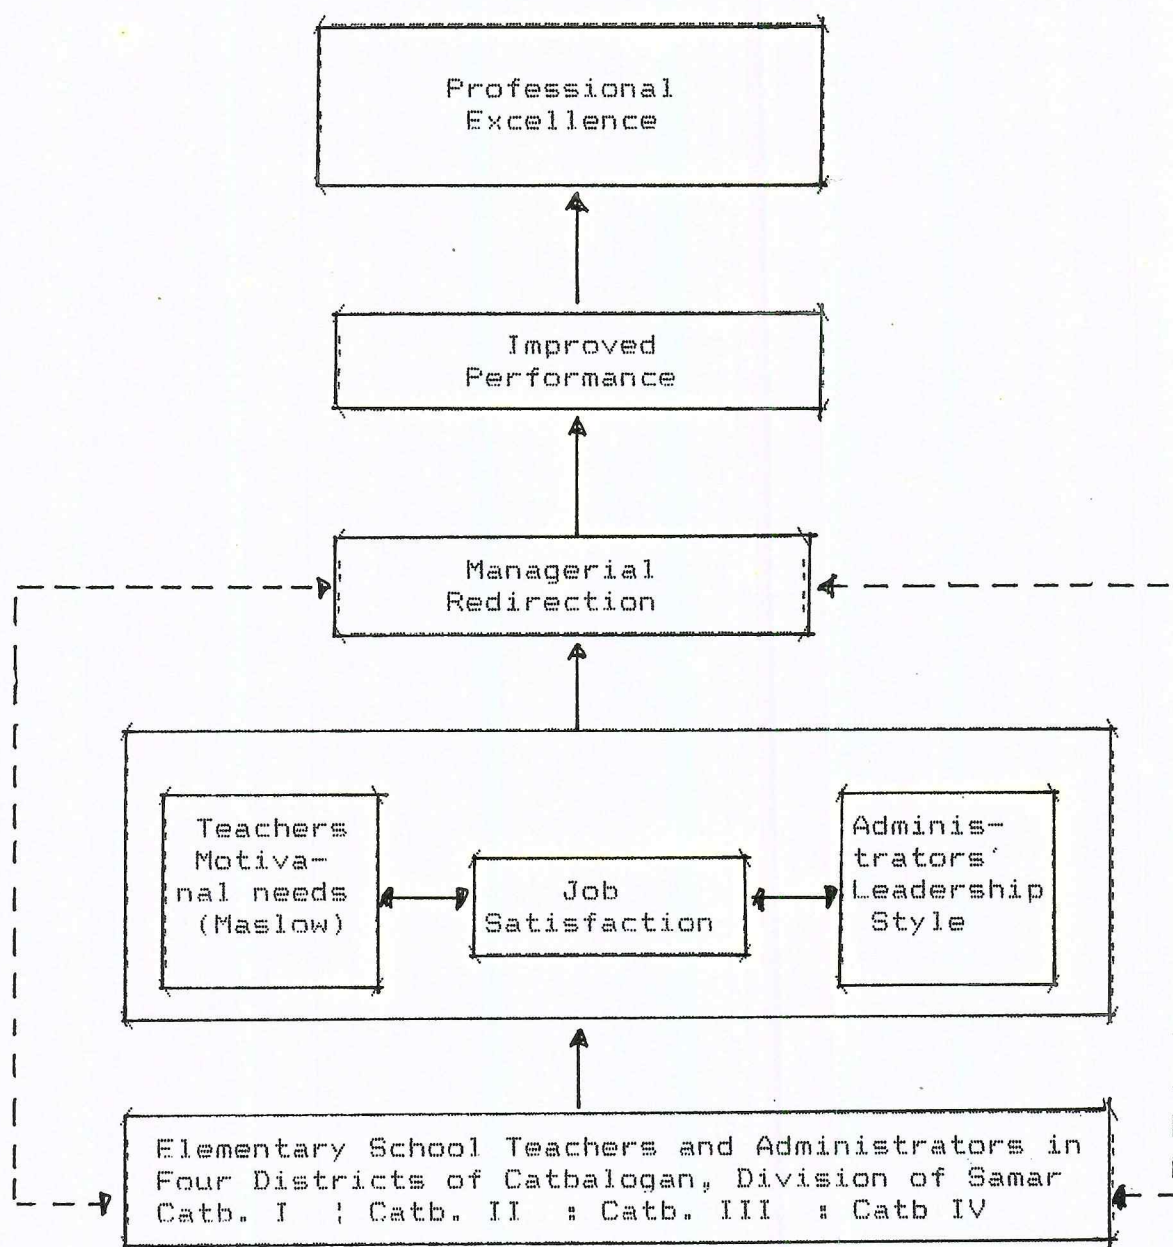 Professional
Excellence
Improved
Performance
Managerial
Redirection
Teachers
Motiva-
nal needs
(Maslow)
Job
Satisfaction
Adminis-
trators'
Leadership
Style
Elementary School Teachers and Administrators in
Four Districts of Catbalogan, Division of Samar
Catb. I : Catb. II : Catb. III : Catb IV